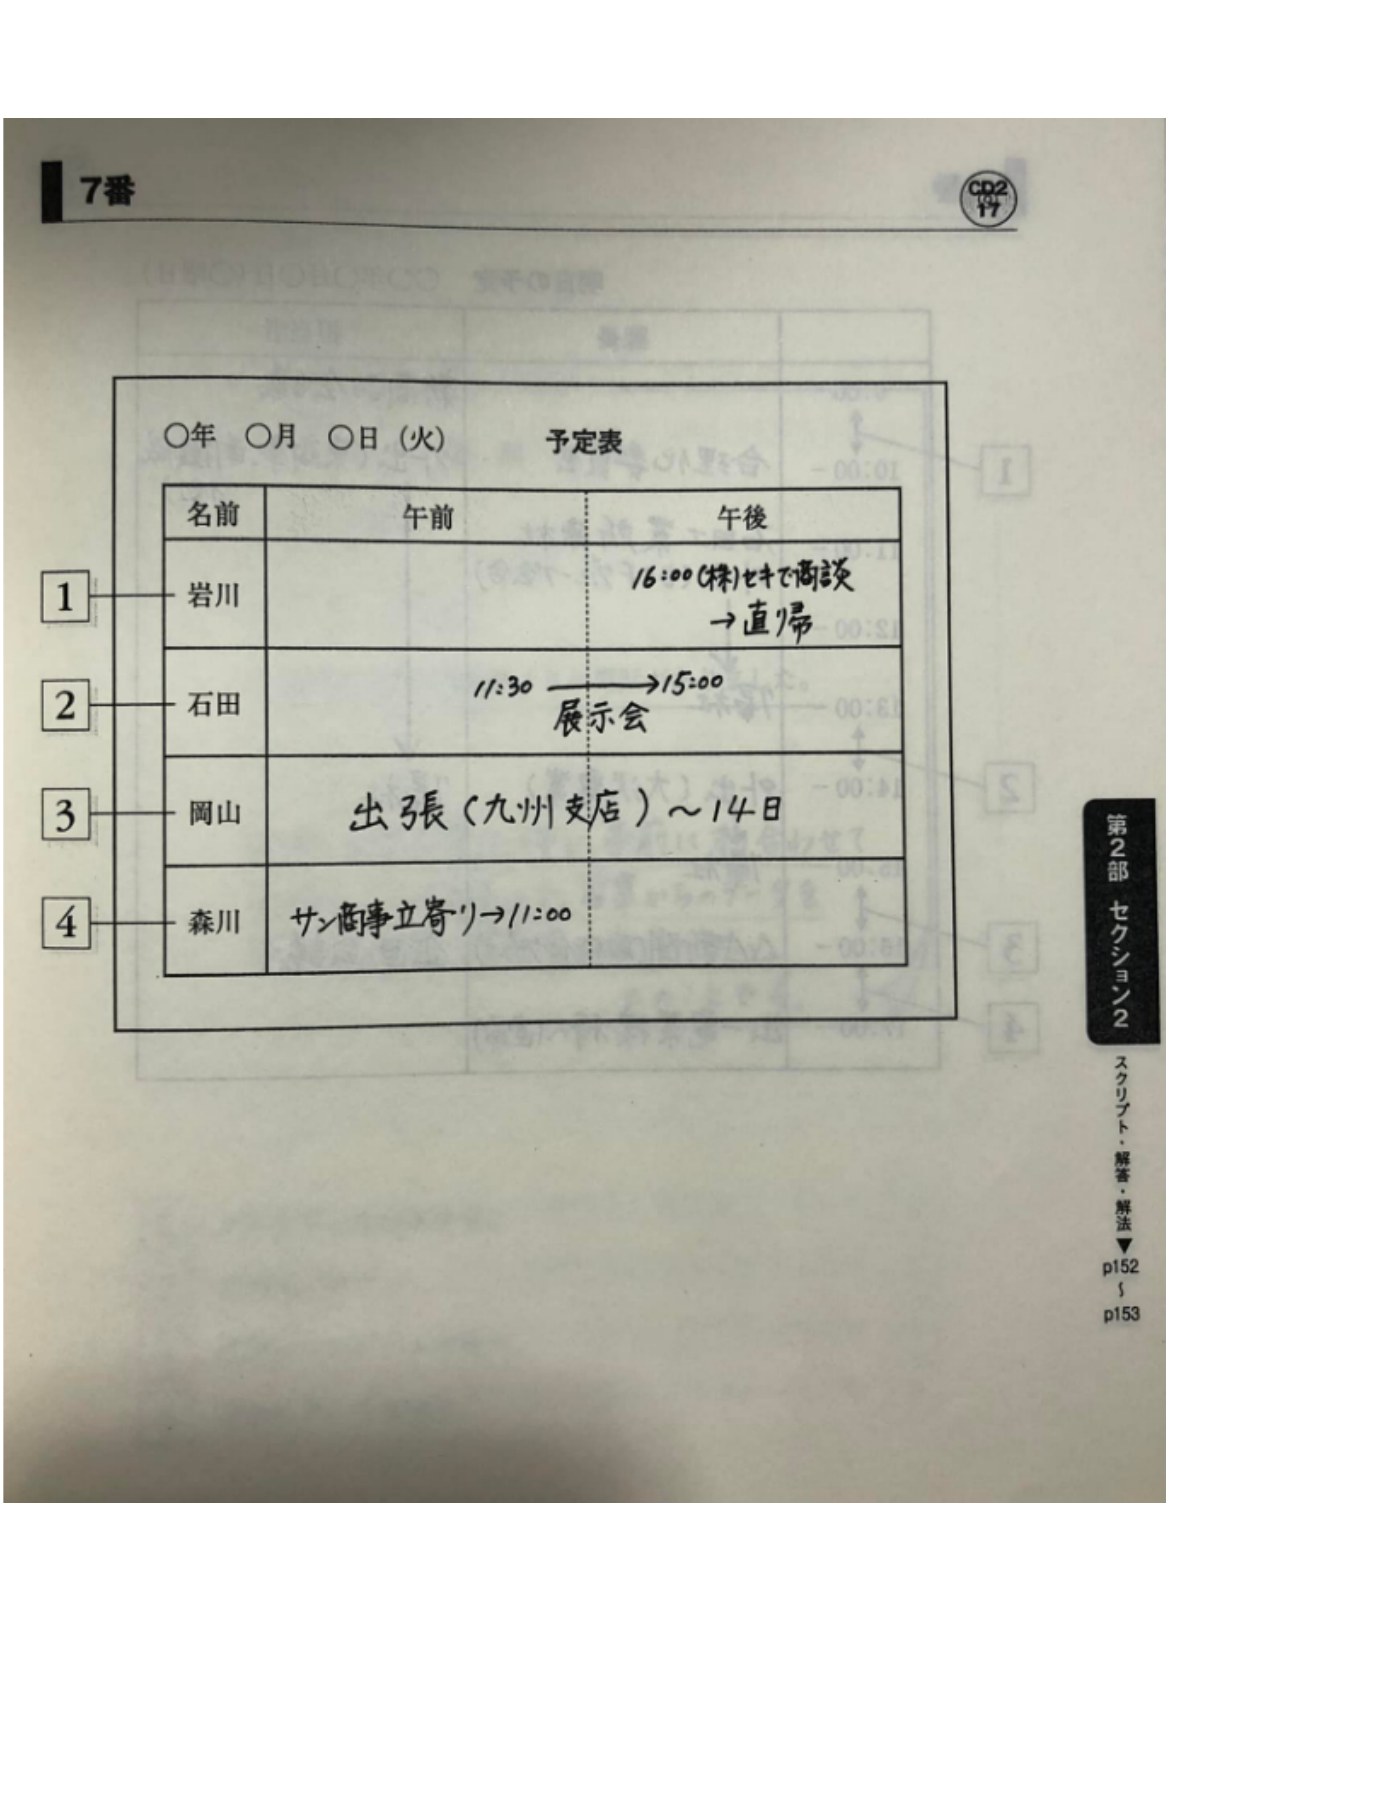 7番
CD2
17
〇年 〇月 〇日（火） 予定表
名前 午前 午後
1 岩川 16:00(株)セキで商談
→直帰
2 石田 11:30 → 15:00
展示会
3 岡山 出張(九州支店)～14日
4 森川 サン商事立寄り→11:00
第2部 セクション2
スクリプト・解答・解法▼
p152
～
p153